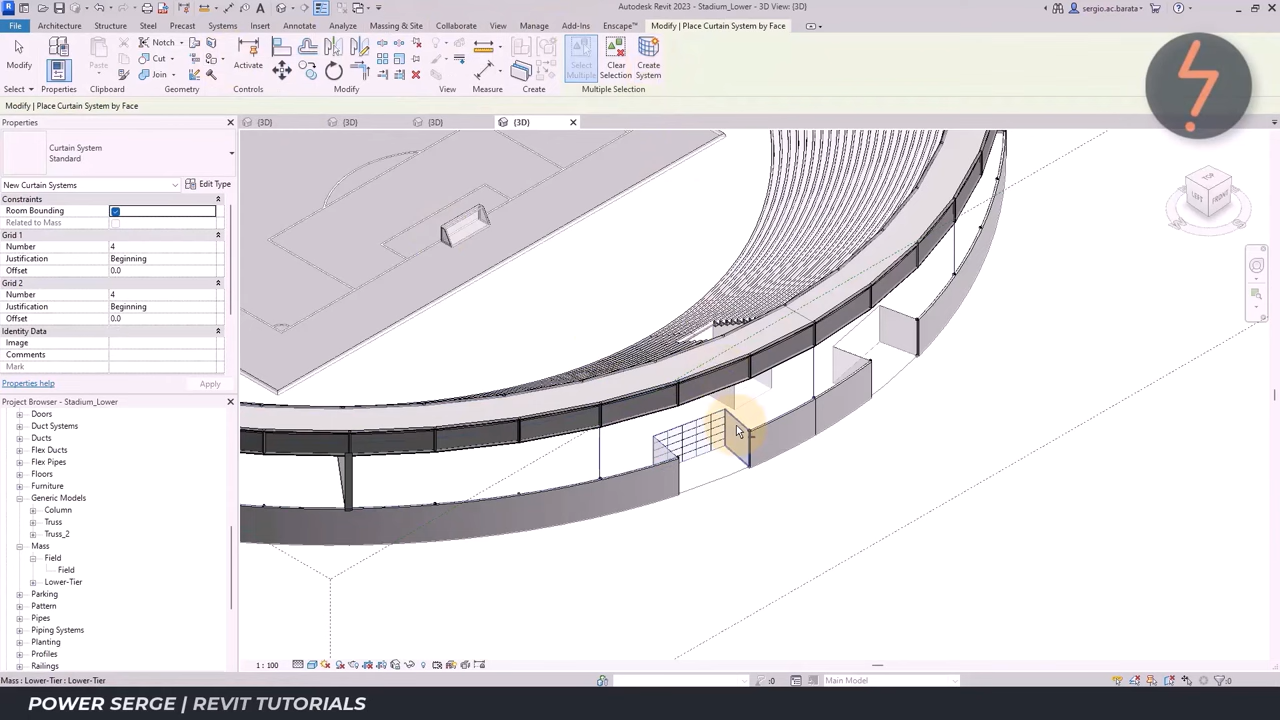 Autodesk Revit 2023 - Stadium_Lower - 3D View: {3D}
sergio.ac.barata
File Architecture Structure Steel Precast Systems Insert Annotate Analyze Massing & Site Collaborate View Manage Add-Ins Enscape™ Modify | Place Curtain System by Face
Modify
Paste
Notch
Cut
Join
Activate
Select Multiple
Clear Selection
Create System
Select Properties Clipboard Geometry Controls Modify View Measure Create Multiple Selection
Modify | Place Curtain System by Face
Properties
{3D} {3D} {3D} {3D}
Curtain System
Standard
New Curtain Systems Edit Type
Constraints
Room Bounding
Related to Mass
Grid 1
Number 4
Justification Beginning
Offset 0.0
Grid 2
Number 4
Justification Beginning
Offset 0.0
Identity Data
Image
Comments
Mark
Properties help Apply
Project Browser - Stadium_Lower
Doors
Duct Systems
Ducts
Flex Ducts
Flex Pipes
Floors
Furniture
Generic Models
Column
Truss
Truss_2
Mass
Field
Field
Lower-Tier
Parking
Pattern
Pipes
Piping Systems
Planting
Profiles
Railings
TOP
LEFT
FRONT
1 : 100
Mass : Lower-Tier : Lower-Tier
:0
Main Model
:0
POWER SERGE | REVIT TUTORIALS